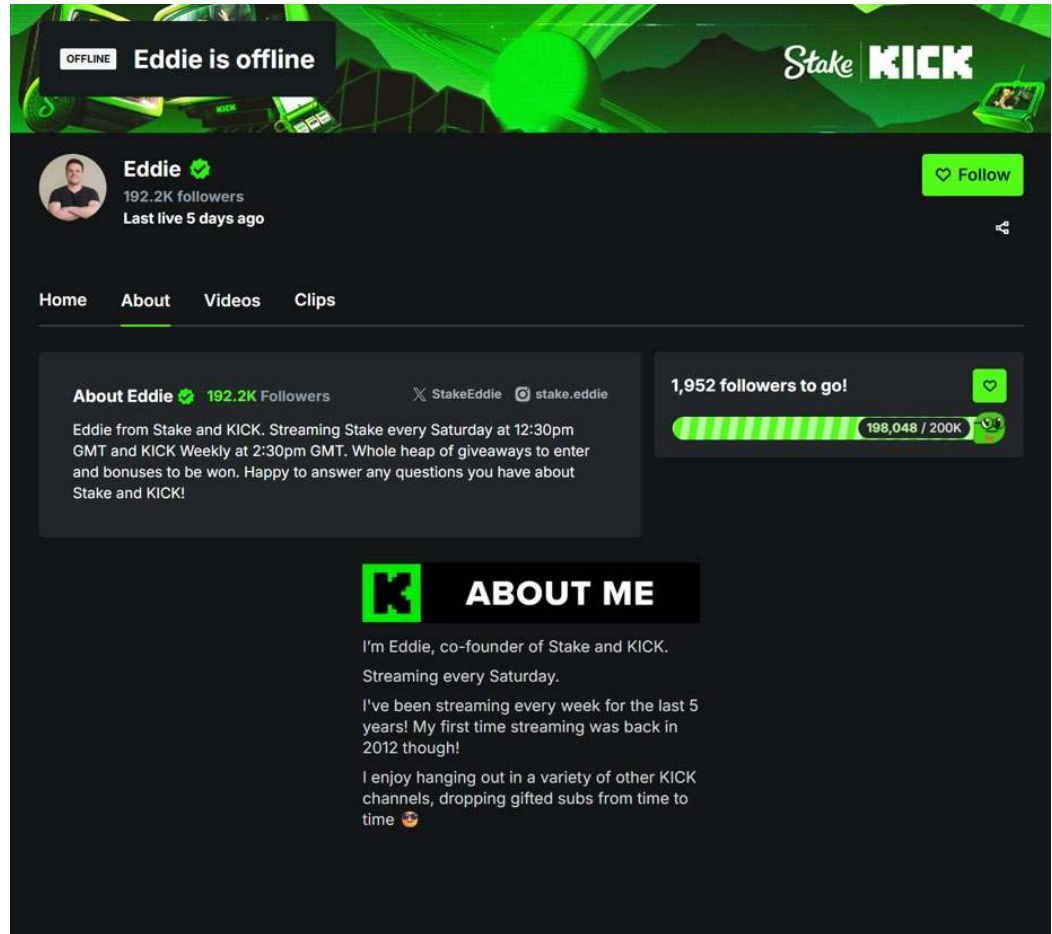 OFFLINE Eddie is offline
Stake KICK
KICK
Eddie
192.2K followers
Last live 5 days ago
Follow
Home About Videos Clips
About Eddie 192.2K Followers
StakeEddie stake.eddie
Eddie from Stake and KICK. Streaming Stake every Saturday at 12:30pm
GMT and KICK Weekly at 2:30pm GMT. Whole heap of giveaways to enter
and bonuses to be won. Happy to answer any questions you have about
Stake and KICK!
1,952 followers to go!
198,048 / 200K
K ABOUT ME
I'm Eddie, co-founder of Stake and KICK.
Streaming every Saturday.
I've been streaming every week for the last 5
years! My first time streaming was back in
2012 though!
I enjoy hanging out in a variety of other KICK
channels, dropping gifted subs from time to
time 😎